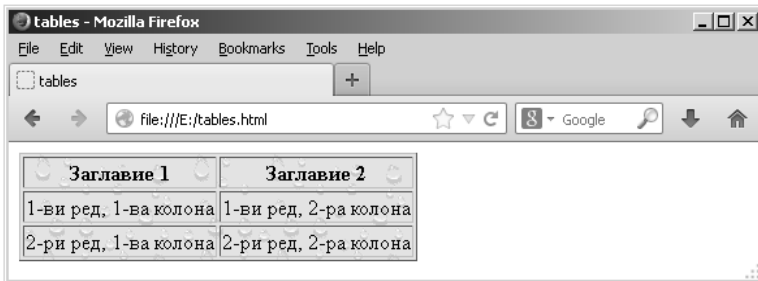 tables - Mozilla Firefox
File Edit View History Bookmarks Tools Help
tables +
file:///E:/tables.html 8 Google
Заглавие 1 Заглавие 2
1-ви ред, 1-ва колона 1-ви ред, 2-ра колона
2-ри ред, 1-ва колона 2-ри ред, 2-ра колона